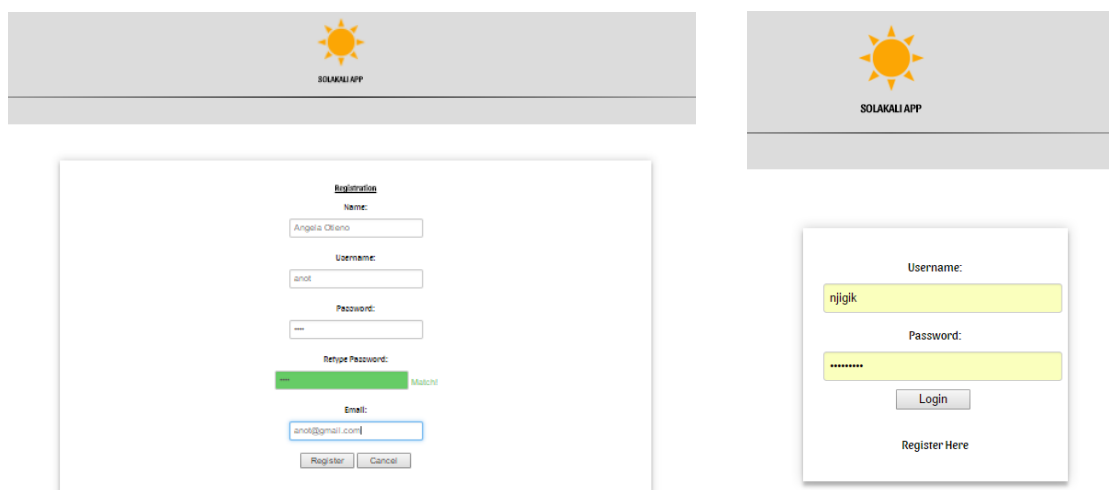 SOLAKALI APP
Registration
Name:
Angela Otieno
Username:
anot
Password:
••••
Retype Password:
••••
Match!
Email:
anot@gmail.com
Register
Cancel
SOLAKALI APP
Username:
njigik
Password:
•••••••••
Login
Register Here